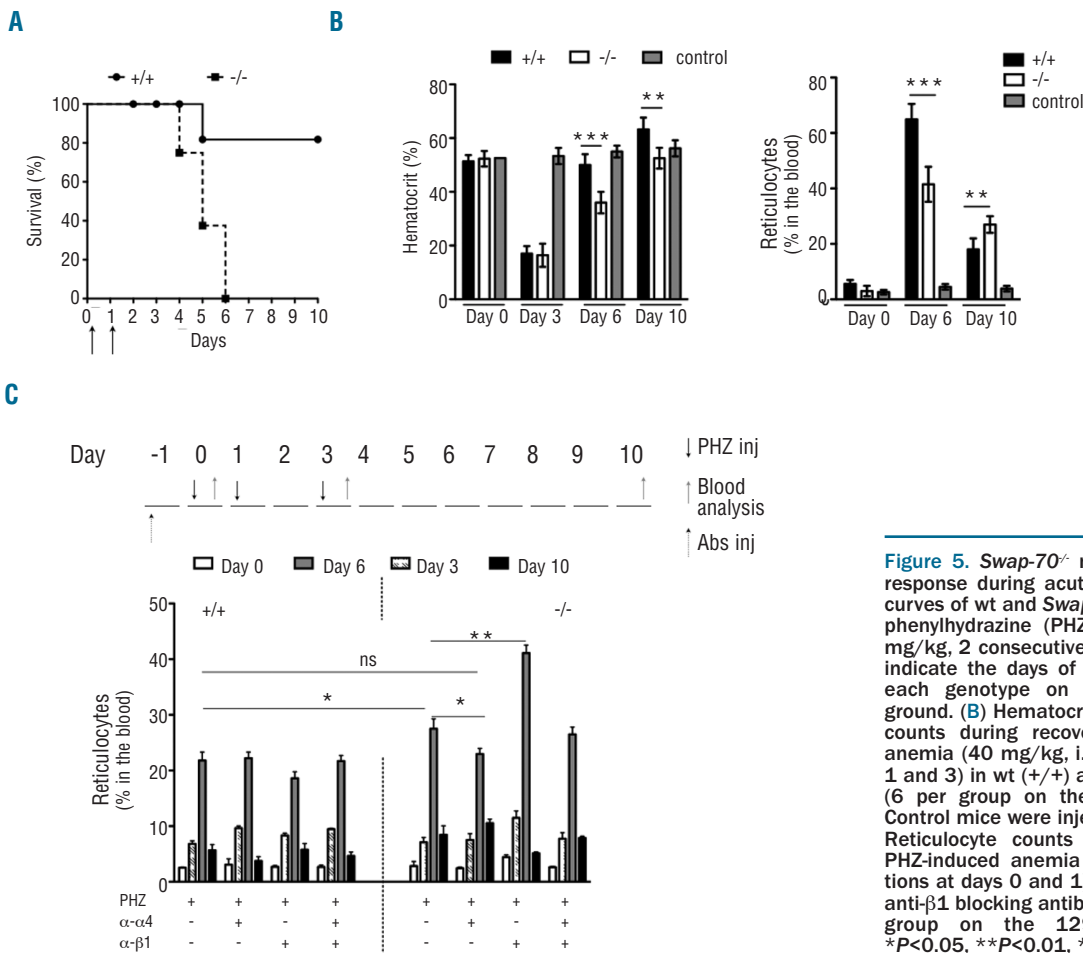 A
+/+ -/-
Survival (%)
100
80
60
40
20
0
0 1 2 3 4 5 6 7 8 9 10
Days
B
+/+ -/- control
Hematocrit (%)
80
60
40
20
0
*** **
Day 0 Day 3 Day 6 Day 10
+/+
-/-
control
Reticulocytes
(% in the blood)
80
60
40
20
0
*** **
Day 0 Day 6 Day 10
C
Day -1 0 1 2 3 4 5 6 7 8 9 10
↓ PHZ inj
↑ Blood
analysis
↑ Abs inj
Day 0 Day 6 Day 3 Day 10
+/+ -/-
Reticulocytes
(% in the blood)
50
40
30
20
10
0
**
ns
* *
PHZ + + + + + + + +
α-α4 - + - + - + - +
α-β1 - - + + - - + +
Figure 5. Swap-70-/-
response during acut
curves of wt and Swap
phenylhydrazine (PHZ
mg/kg, 2 consecutive
indicate the days of
each genotype on
ground. (B) Hematocr
counts during recove
anemia (40 mg/kg, i.
1 and 3) in wt (+/+) a
(6 per group on the
Control mice were inje
Reticulocyte counts
PHZ-induced anemia
tions at days 0 and 1
anti-β1 blocking antib
group on the 129
*P<0.05, **P<0.01, *